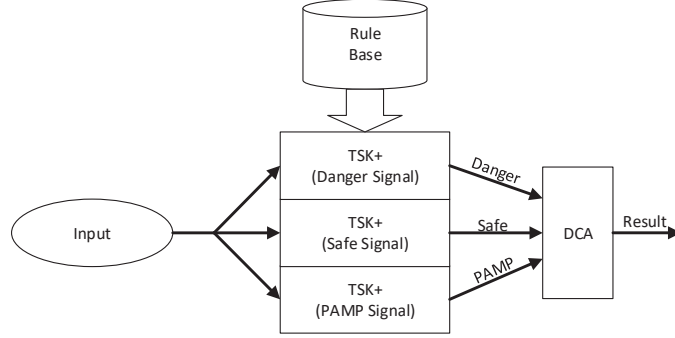 Rule
Base
TSK+
(Danger Signal)
Danger
TSK+
(Safe Signal)
Safe
TSK+
(PAMP Signal)
PAMP
Input
DCA
Result